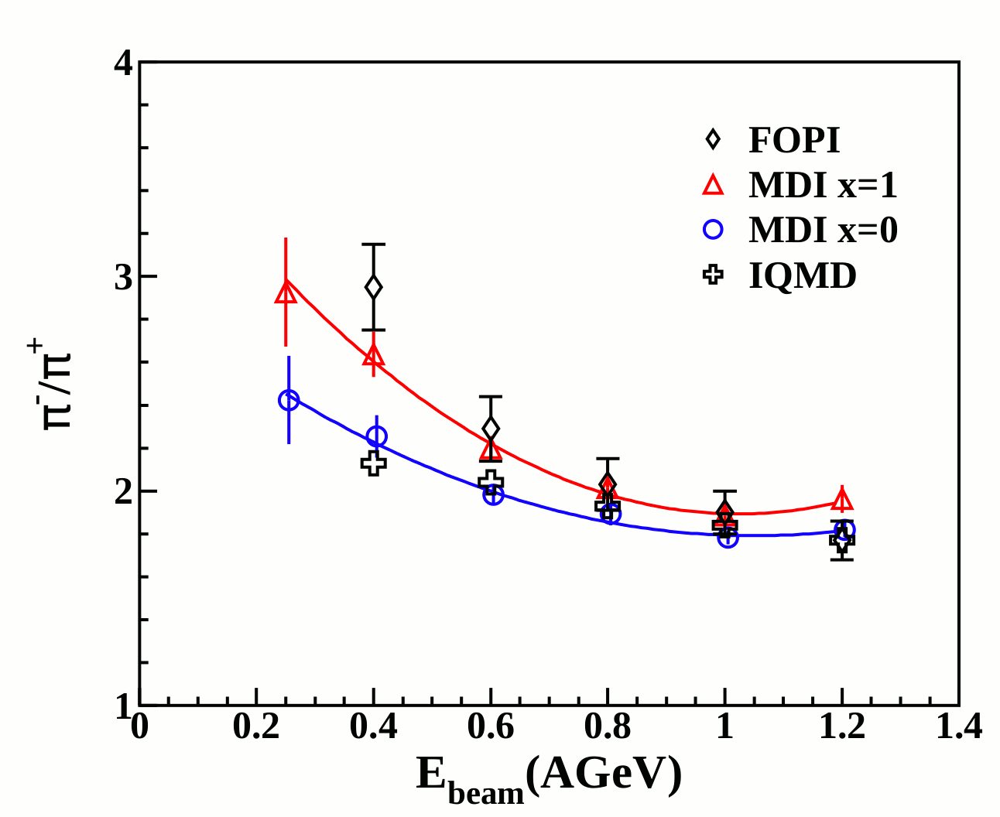 4
3
2
1
0 0.2 0.4 0.6 0.8 1 1.2 1.4
E_beam(AGeV)
π⁻/π⁺
FOPI
MDI x=1
MDI x=0
IQMD